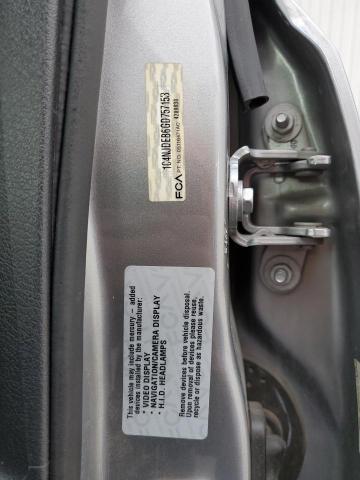 1C4NJDEB6GD757153
FCA
This vehicle may include mercury – added
devices installed by the manufacturer:
• VIDEO DISPLAY
• NAVIGATION/CAMERA DISPLAY
• H.I.D. HEADLAMPS
Remove devices before vehicle disposal.
Upon removal of devices please reuse,
recycle or dispose as hazardous waste.